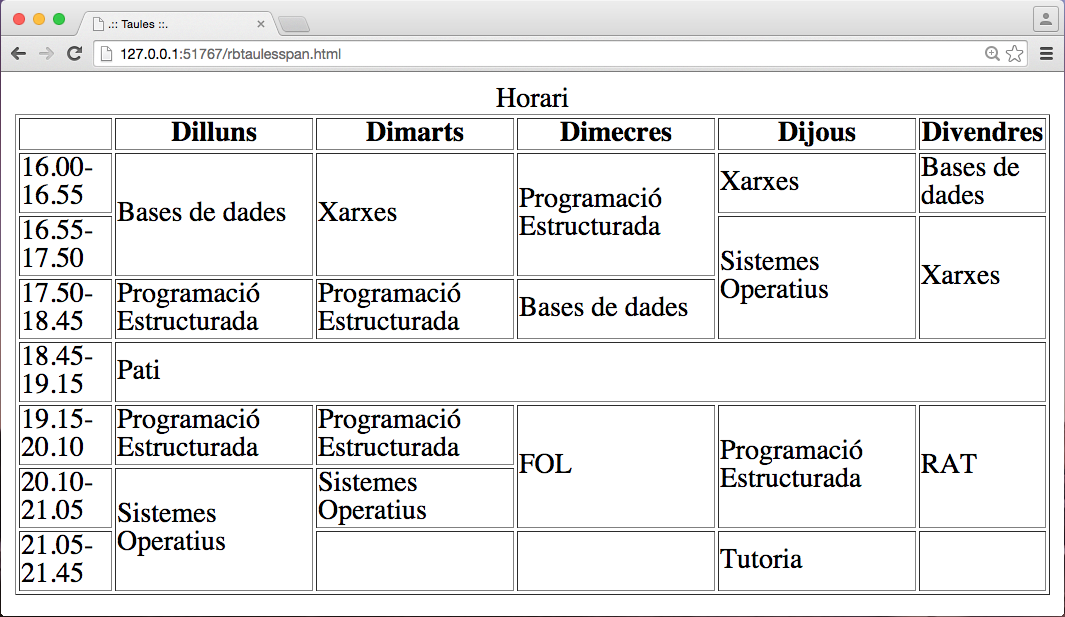 .:: Taules ::.
127.0.0.1:51767/rbtaulesspan.html
Horari
Dilluns Dimarts Dimecres Dijous Divendres
16.00-
16.55
Bases de dades
Xarxes
Programació
Estructurada
Xarxes
Bases de
dades
16.55-
17.50
Sistemes
Operatius
Xarxes
17.50-
18.45
Programació
Estructurada
Programació
Estructurada
Bases de dades
18.45-
19.15
Pati
19.15-
20.10
Programació
Estructurada
Programació
Estructurada
FOL
Programació
Estructurada
RAT
20.10-
21.05
Sistemes
Operatius
Sistemes
Operatius
21.05-
21.45
Tutoria